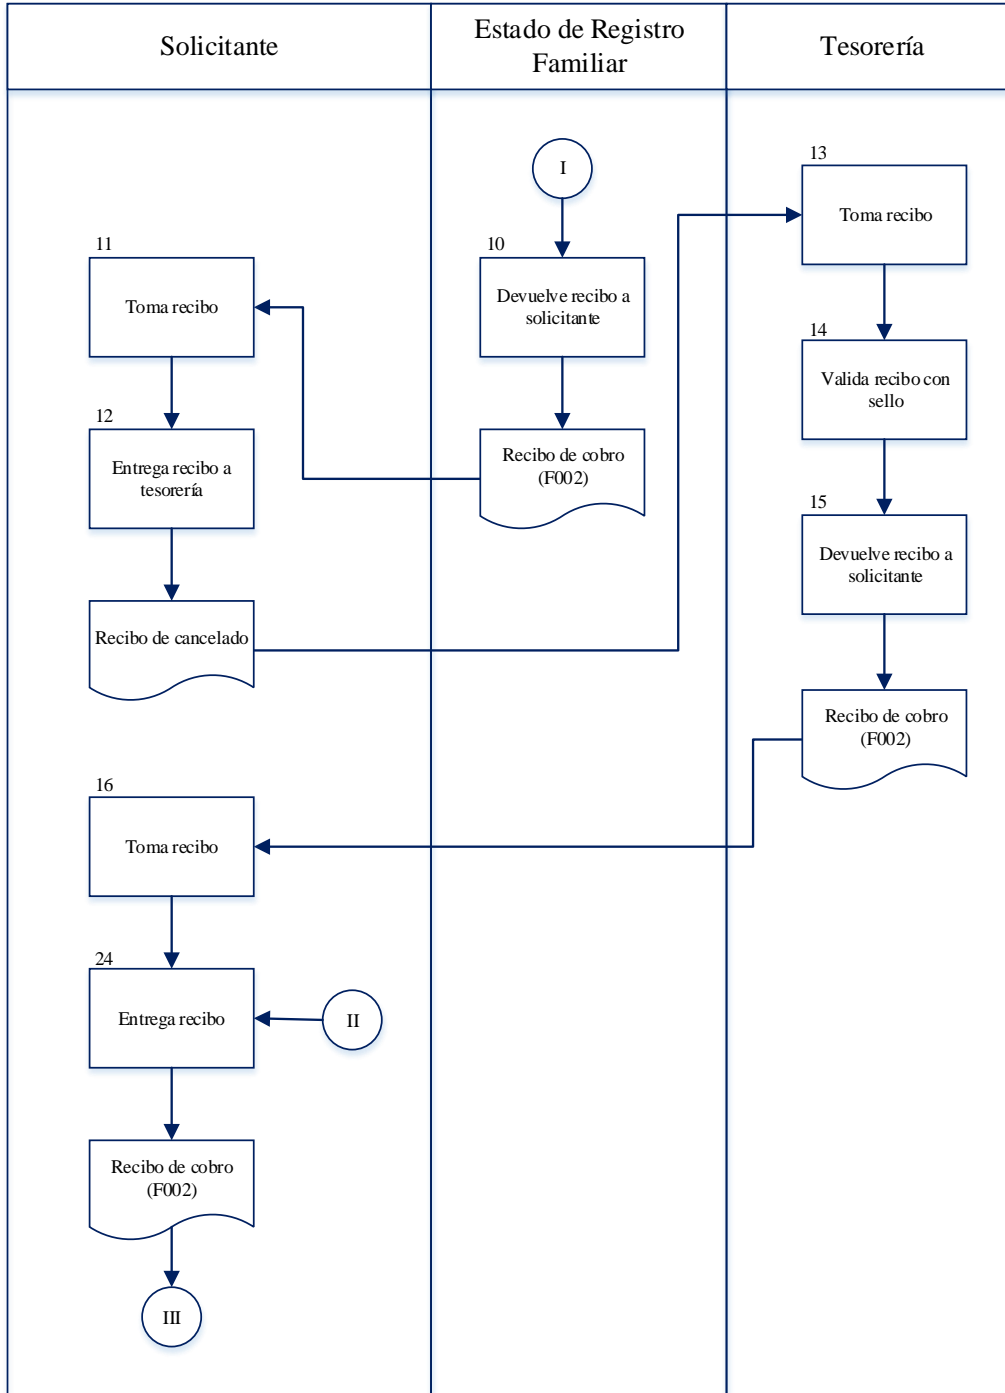 Solicitante
Estado de Registro
Familiar
Tesorería
I
10
Devuelve recibo a
solicitante
Recibo de cobro
(F002)
11
Toma recibo
12
Entrega recibo a
tesorería
Recibo de cancelado
13
Toma recibo
14
Valida recibo con
sello
15
Devuelve recibo a
solicitante
Recibo de cobro
(F002)
16
Toma recibo
24
Entrega recibo
II
Recibo de cobro
(F002)
III